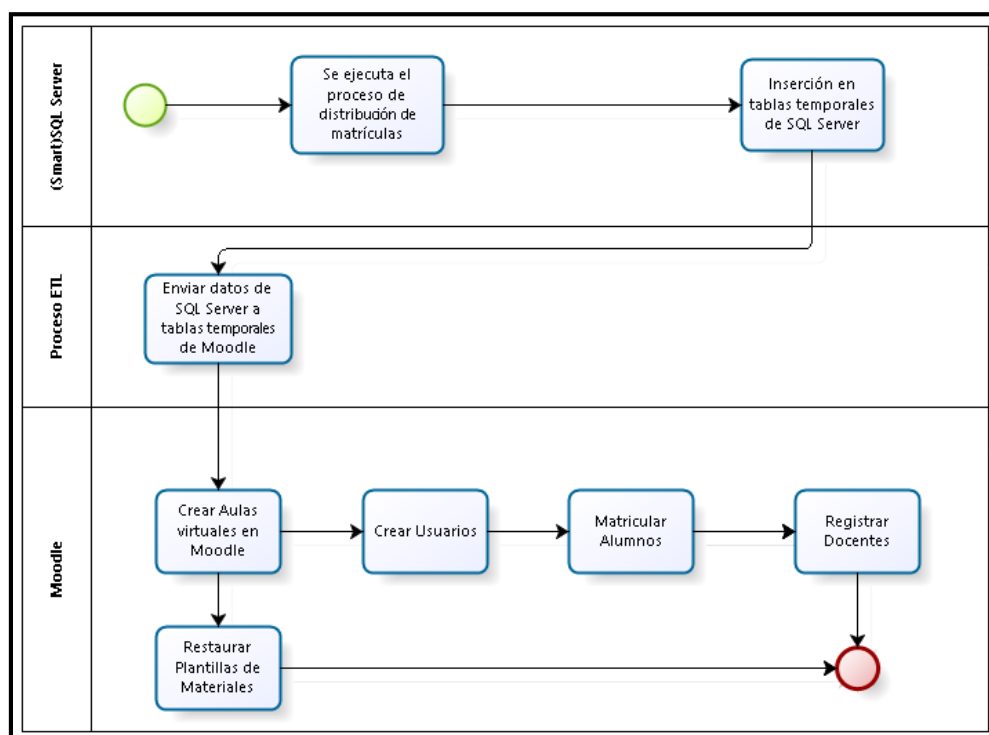 (Smart)SQL Server
Se ejecuta el
proceso de
distribución de
matrículas
Inserción en
tablas temporales
de SQL Server
Proceso ETL
Enviar datos de
SQL Server a
tablas temporales
de Moodle
Moodle
Crear Aulas
virtuales en
Moodle
Crear Usuarios
Matricular
Alumnos
Registrar
Docentes
Restaurar
Plantillas de
Materiales